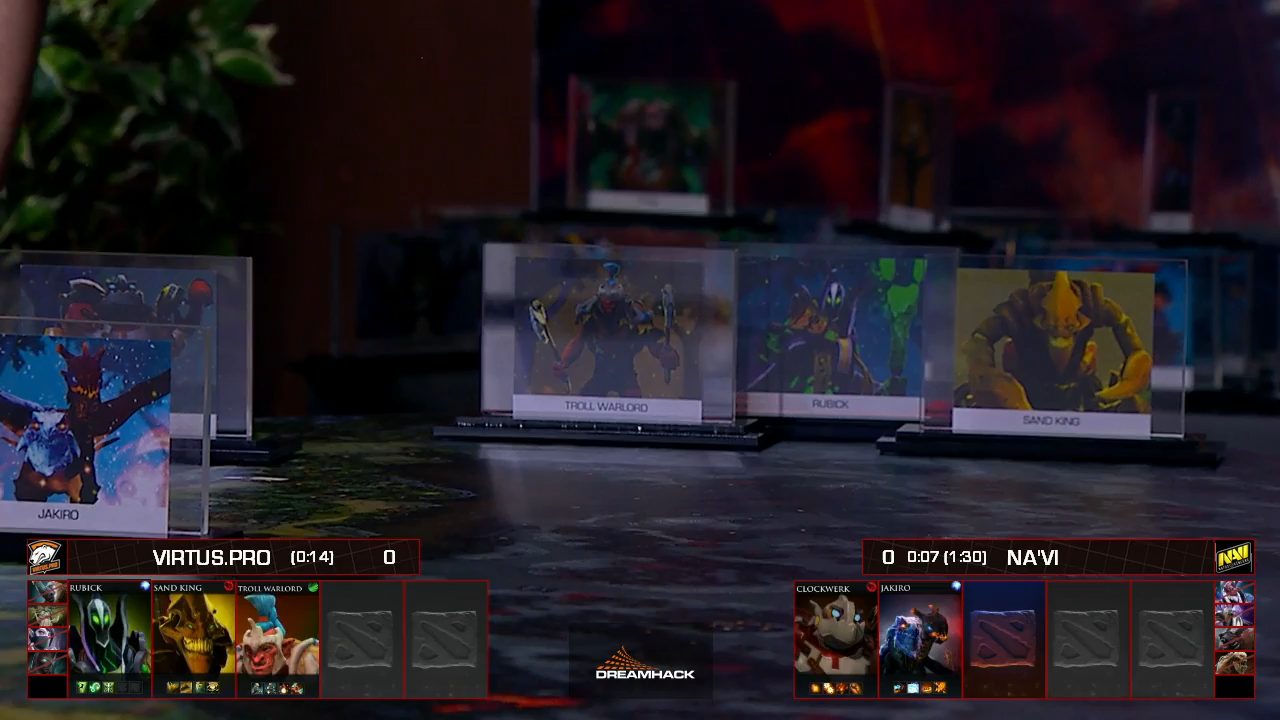 TROLL WARLORD
RUBICK
SAND KING
JAKIRO
VIRTUS.PRO (0:14) 0
0 0:07 (1:30) NA'VI
RUBICK
SAND KING
TROLL WARLORD
CLOCKWERK
JAKIRO
DREAMHACK